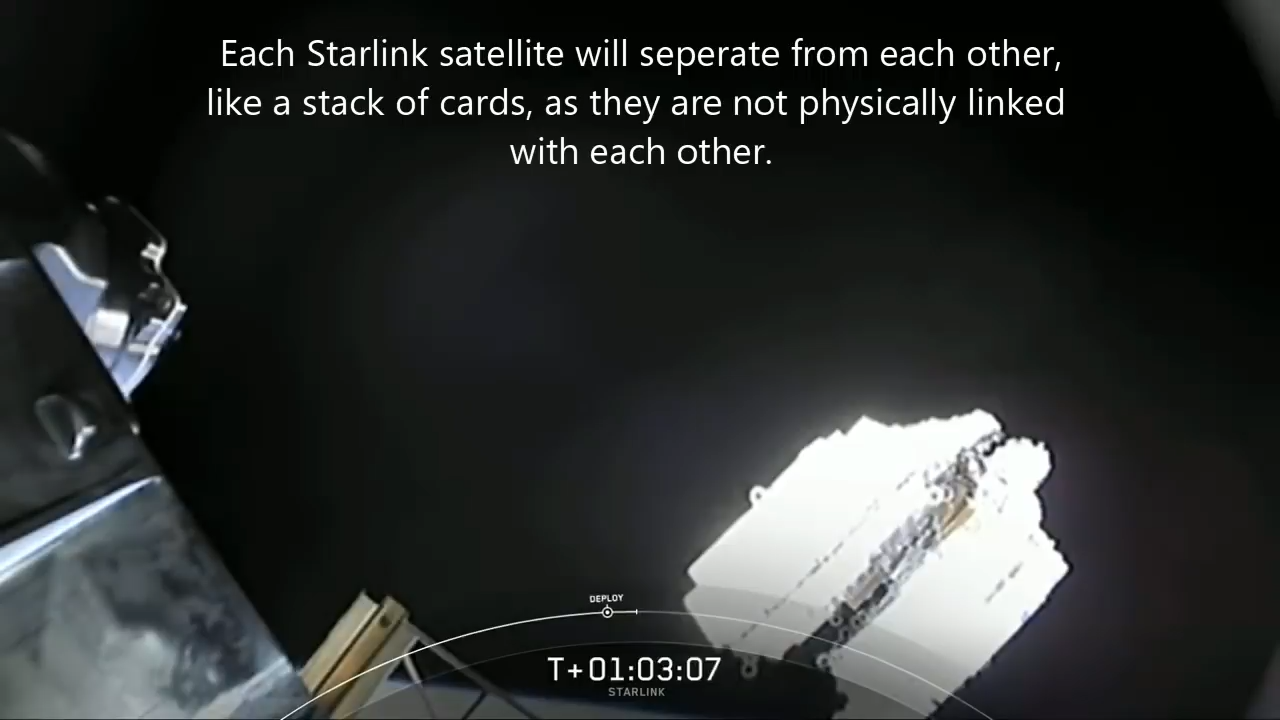 Each Starlink satellite will seperate from each other,
like a stack of cards, as they are not physically linked
with each other.
DEPLOY
T+01:03:07
STARLINK